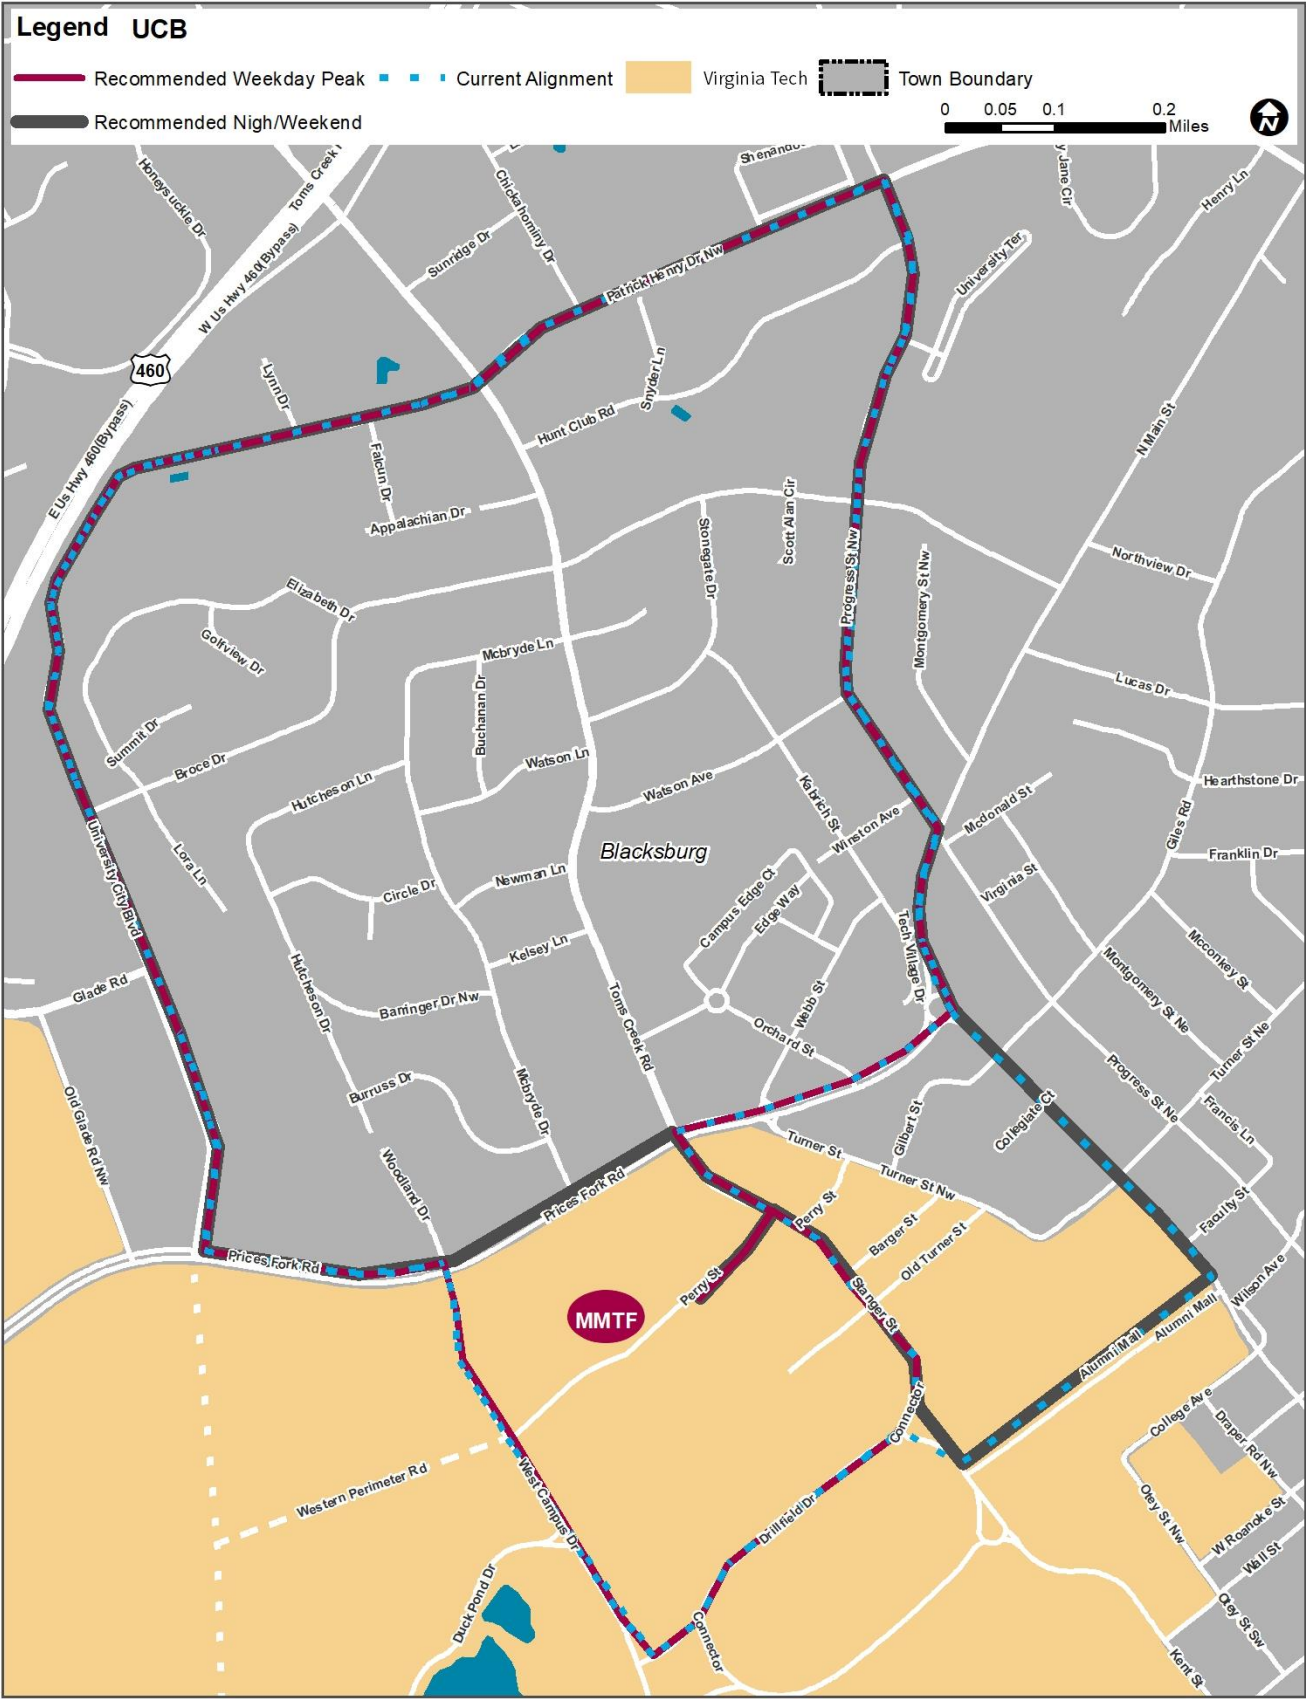 Legend UCB
Recommended Weekday Peak
Current Alignment
Virginia Tech
Town Boundary
Recommended Nigh/Weekend
0 0.05 0.1 0.2
Miles
N
Honeysuckle Dr
Toms Creek
Chickahominy Dr
Shenando
y Jane Cir
Henry Ln
W Us Hwy 460(Bypass)
Sunridge Dr
Patrick Henry Dr Nw
University Ter
460
Lynn Dr
Snyder Ln
E Us Hwy 460(Bypass)
Hunt Club Rd
N Main St
Falcun Dr
Appalachian Dr
Scott Alan Cir
Stonegate Dr
Progress St Nw
Montgomery St Nw
Northview Dr
Elizabeth Dr
Golfview Dr
Mcbryde Ln
Lucas Dr
Buchanan Dr
Summit Dr
Broce Dr
Watson Ln
Hutcheson Ln
Watson Ave
Kabrich St
Hearthstone Dr
Mcdonald St
Winston Ave
Giles Rd
University City Blvd
Lora Ln
Blacksburg
Franklin Dr
Circle Dr
Newman Ln
Virginia St
Campus Edge Ct
Edge Way
Tech Village Dr
Kelsey Ln
Mcconkey St
Glade Rd
Hutcheson Dr
Barringer Dr Nw
Toms Creek Rd
Webb St
Orchard St
Montgomery St Ne
Turner St Ne
Burruss Dr
Mcbryde Dr
Progress St Ne
Old Glade Rd Nw
Gilbert St
Collegiate Ct
Francis Ln
Woodland Dr
Turner St
Turner St Nw
Prices Fork Rd
Perry St
Faculty St
Prices Fork Rd
Barger St
Old Turner St
Wilson Ave
Perry St
Stanger St
MMTF
Alumni Mall
Alumni Mall
Connector
College Ave
Draper Rd Nw
Western Perimeter Rd
West Campus Dr
Drillfield Dr
Otey St Nw
W Roanoke St
Wall St
Duck Pond Dr
Connector
Otey St Sw
Kent St